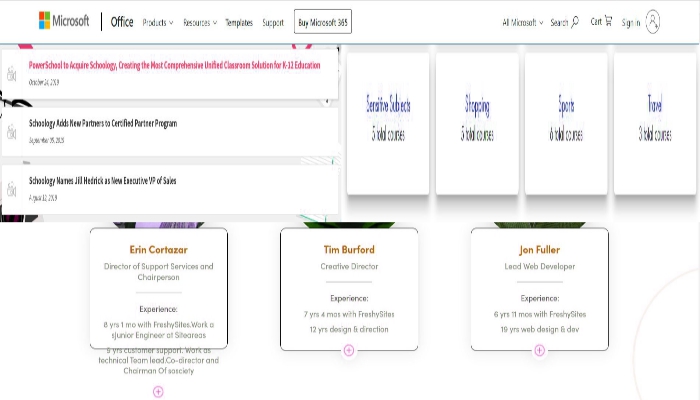 Microsoft
Office
Products
Resources
Templates
Support
Buy Microsoft 365
All Microsoft
Search
Cart
Sign in
PowerSchool to Acquire Schoology, Creating the Most Comprehensive Unified Classroom Solution for K-12 Education
October 24, 2019
Schoology Adds New Partners to Certified Partner Program
September 05, 2019
Schoology Names Jill Hedrick as New Executive VP of Sales
August 12, 2019
Sensitive Subjects
5 total courses
Shopping
5 total courses
Sports
6 total courses
Travel
3 total courses
Erin Cortazar
Director of Support Services and
Chairperson
Experience:
8 yrs 1 mo with FreshySites.Work a
sjunior Engineer at Siteareas
5 yrs customer support. Work as
technical Team lead.Co-director and
Chairman Of sosciety
Tim Burford
Creative Director
Experience:
7 yrs 4 mos with FreshySites
12 yrs design & direction
Jon Fuller
Lead Web Developer
Experience:
6 yrs 11 mos with FreshySites
19 yrs web design & dev